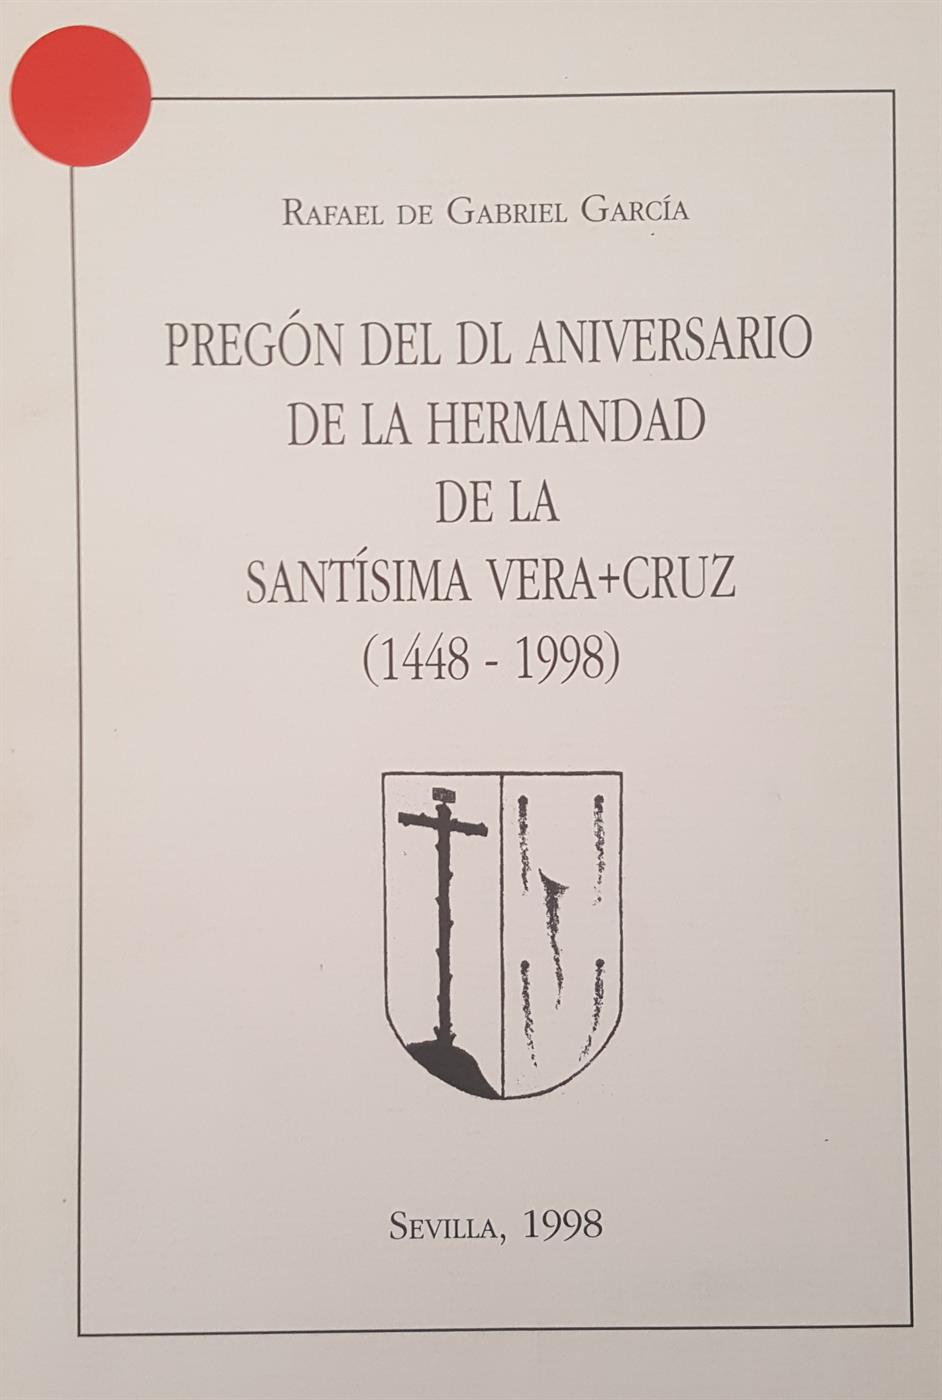 Rafael de Gabriel García
PREGÓN DEL DL ANIVERSARIO
DE LA HERMANDAD
DE LA
SANTÍSIMA VERA+CRUZ
(1448 - 1998)
Sevilla, 1998